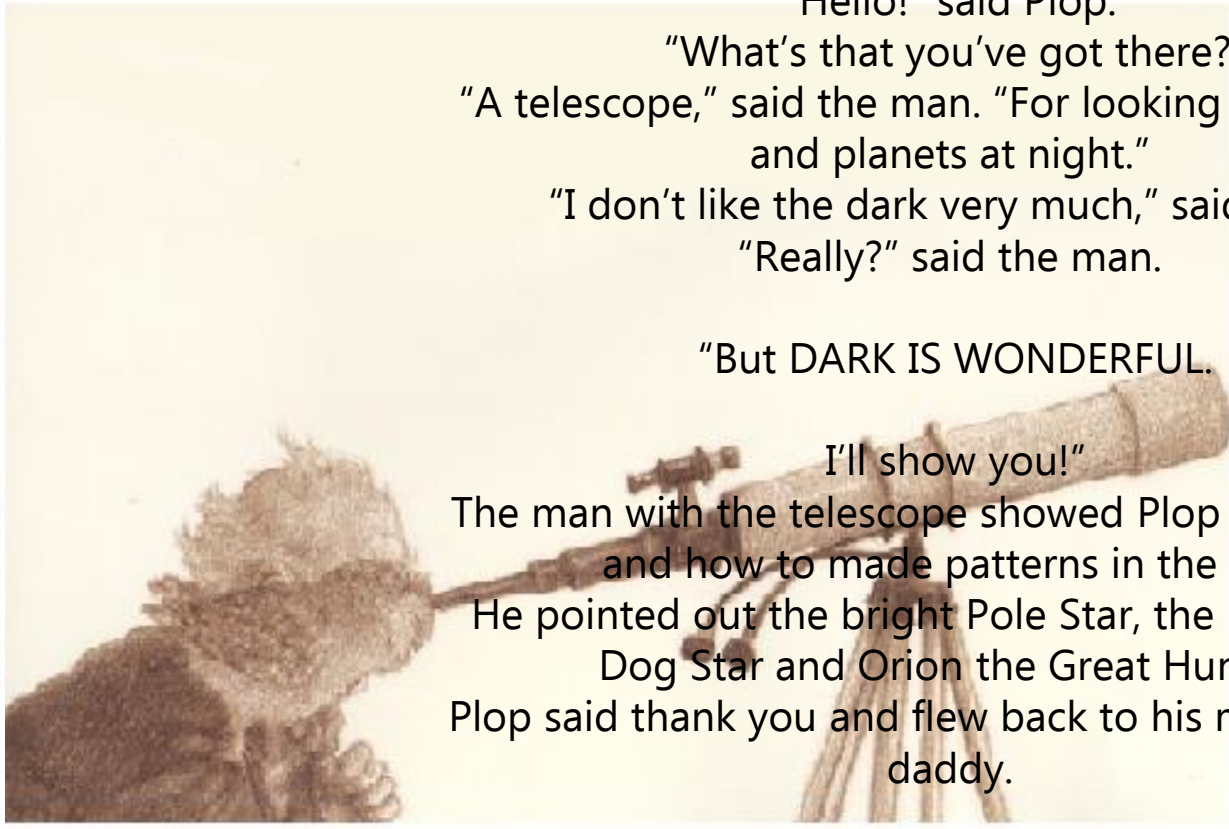 “Hello!” said Plop.
“What’s that you’ve got there?
“A telescope,” said the man. “For looking
and planets at night.”
“I don’t like the dark very much,”
“Really?” said the man.
“But DARK IS WONDERFUL.
I’ll show you!”
The man with the telescope showed Plop
and how to made patterns in the
He pointed out the bright Pole Star, the
Dog Star and Orion the Great
Plop said thank you and flew back to his
daddy.